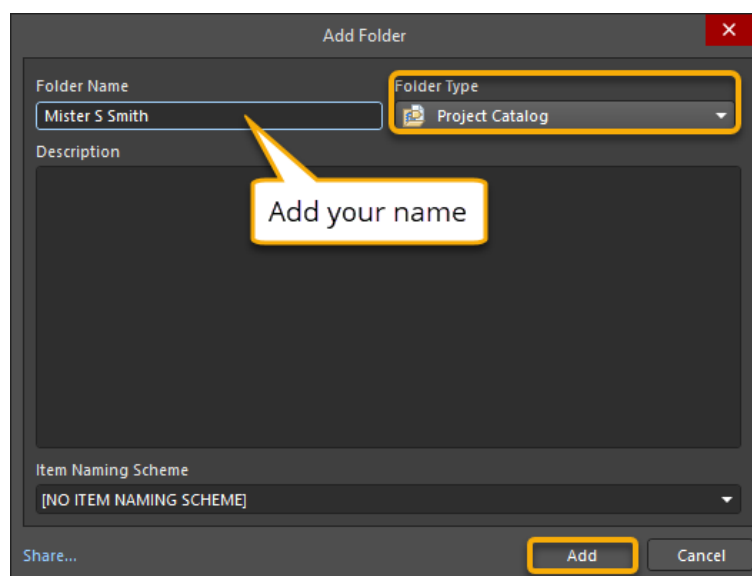 Add Folder
Folder Name
Folder Type
Mister S Smith
Project Catalog
Description
Add your name
Item Naming Scheme
[NO ITEM NAMING SCHEME]
Share...
Add
Cancel